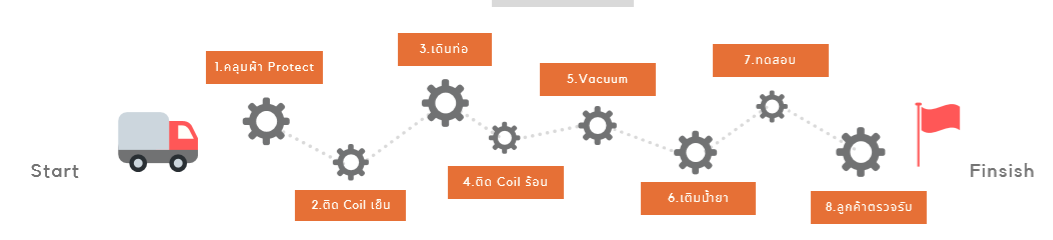 Start
1.คลุมผ้า Protect
2.ติด Coil เย็น
3.เดินท่อ
4.ติด Coil ร้อน
5.Vacuum
6.เติมน้ำยา
7.ทดสอบ
8.ลูกค้าตรวจรับ
Finsish